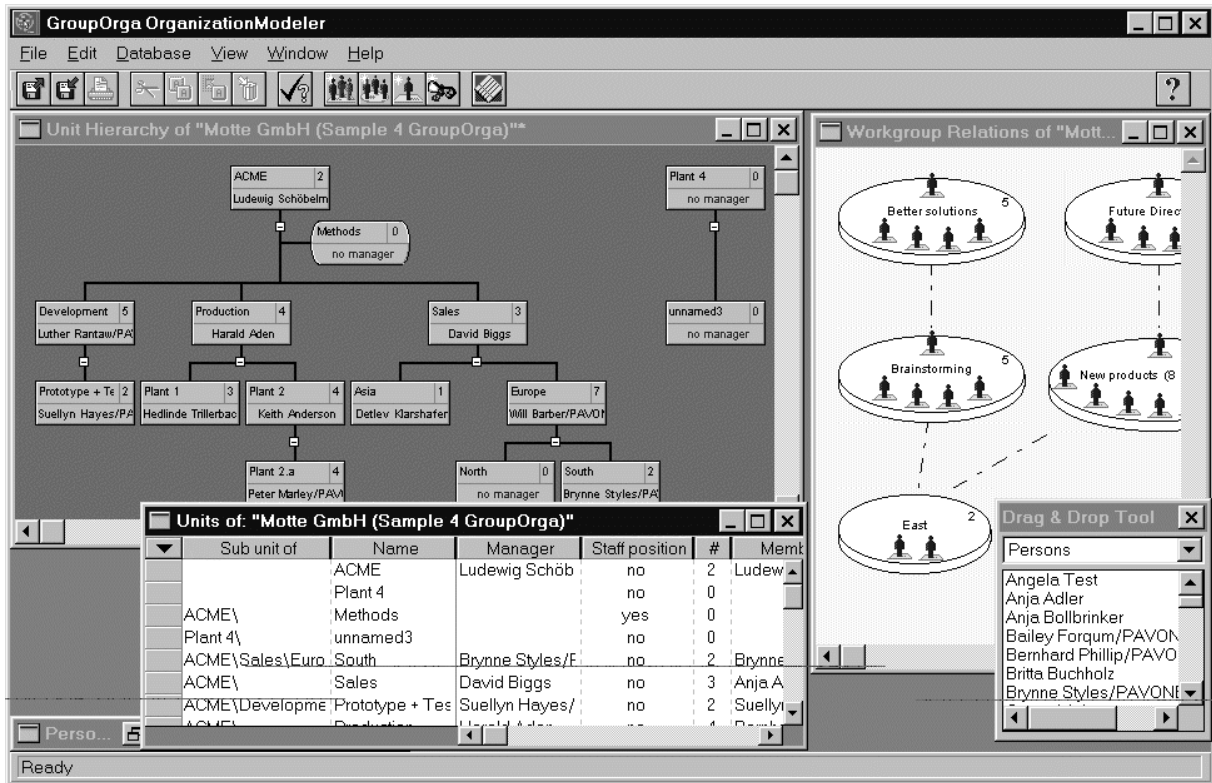 GroupOrga OrganizationModeler
File Edit Database View Window Help
?
Unit Hierarchy of "Motte GmbH (Sample 4 GroupOrga)"*
ACME 2
Ludewig Schöbelm
Methods 0
no manager
Plant 4 0
no manager
Development 5
Luther Rantaw/PA
Production 4
Harald Aden
Sales 3
David Biggs
unnamed3 0
no manager
Prototype + Te 2
Suellyn Hayes/PA
Plant 1 3
Hedlinde Trillerbac
Plant 2 4
Keith Anderson
Asia 1
Detlev Klarshafer
Europe 7
Will Barber/PAVON
Plant 2.a 4
Peter Marley/PAV
North 0
no manager
South 2
Brynne Styles/PA
Workgroup Relations of "Mott...
Better solutions 5
Future Direc
Brainstorming 5
New products (8
East 2
Units of: "Motte GmbH (Sample 4 GroupOrga)"
Sub unit of Name Manager Staff position # Memb
ACME Ludewig Schöb no 2 Ludew
Plant 4 no 0
ACME\ Methods yes 0
Plant 4\ unnamed3 no 0
ACME\Sales\Euro South Brynne Styles/F no 2 Brynne
ACME\ Sales David Biggs no 3 Anja A
ACME\Developme Prototype + Tes Suellyn Hayes/ no 2 Suelly
Drag & Drop Tool
Persons
Angela Test
Anja Adler
Anja Bollbrinker
Bailey Forqum/PAVON
Bernhard Phillip/PAVO
Britta Buchholz
Brynne Styles/PAVONE
Perso...
Ready